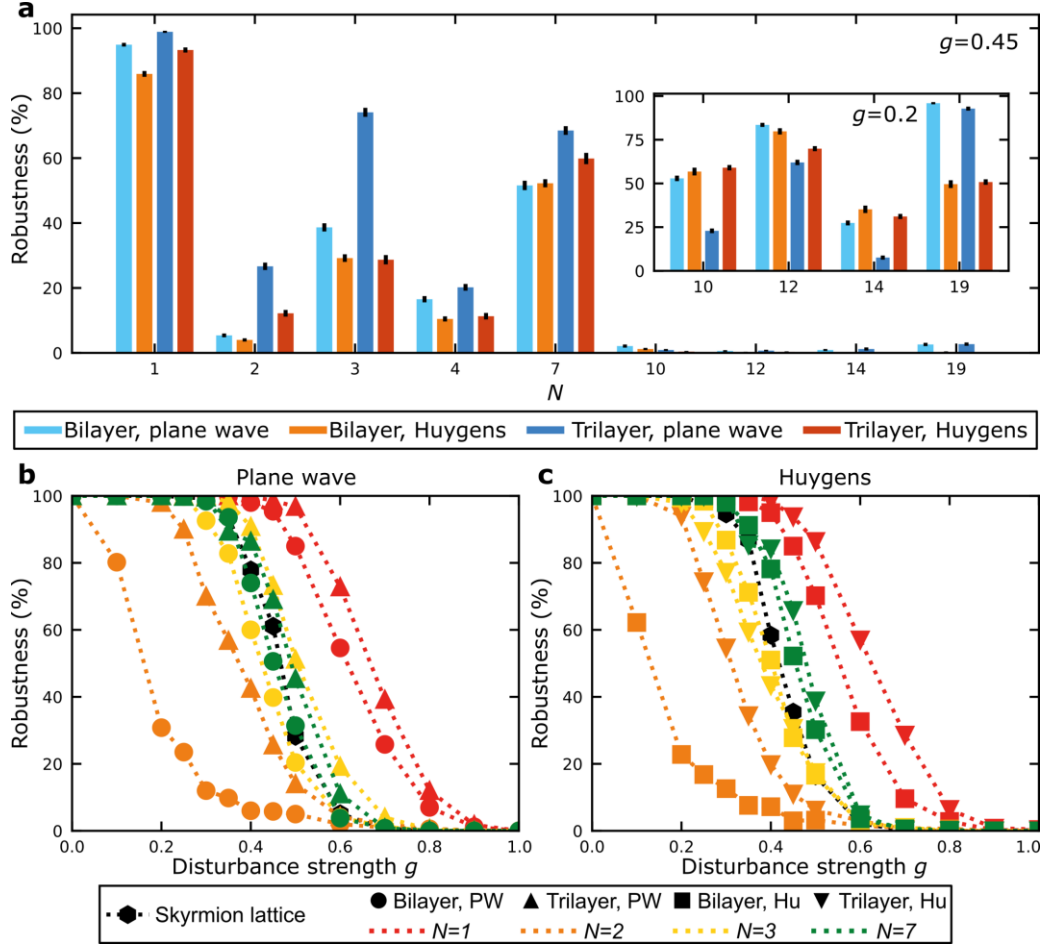 a
g=0.45
Robustness (%)
100
80
60
40
20
0
1 2 3 4 7 10 12 14 19
N
g=0.2
100
75
50
25
0
10 12 14 19
Bilayer, plane wave Bilayer, Huygens Trilayer, plane wave Trilayer, Huygens
b Plane wave
Robustness (%)
100
80
60
40
20
0
0.0 0.2 0.4 0.6 0.8 1.0
Disturbance strength g
c Huygens
Robustness (%)
100
80
60
40
20
0
0.0 0.2 0.4 0.6 0.8 1.0
Disturbance strength g
Skyrmion lattice
Bilayer, PW Trilayer, PW Bilayer, Hu Trilayer, Hu
N=1 N=2 N=3 N=7